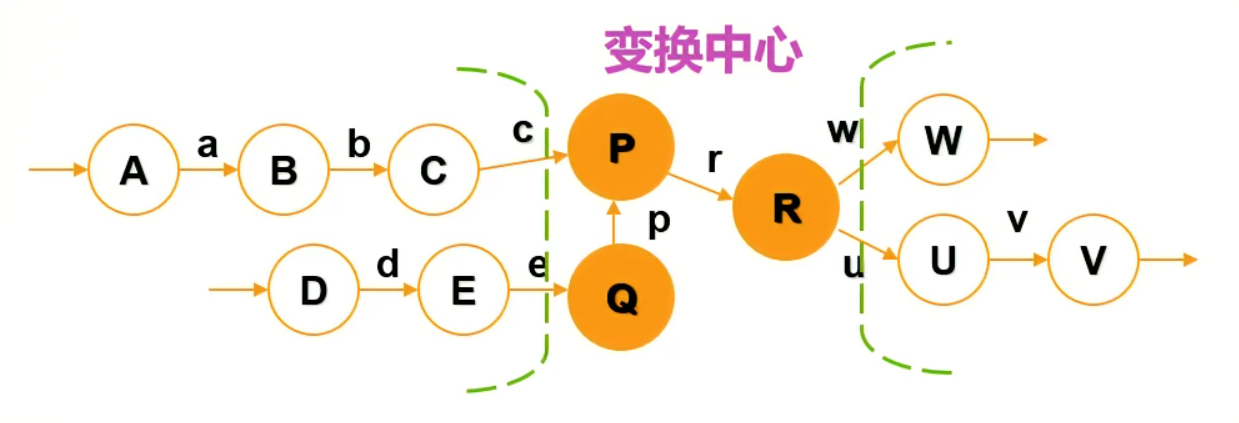 变换中心
A a B b C c P r R w W
D d E e Q p u U v V